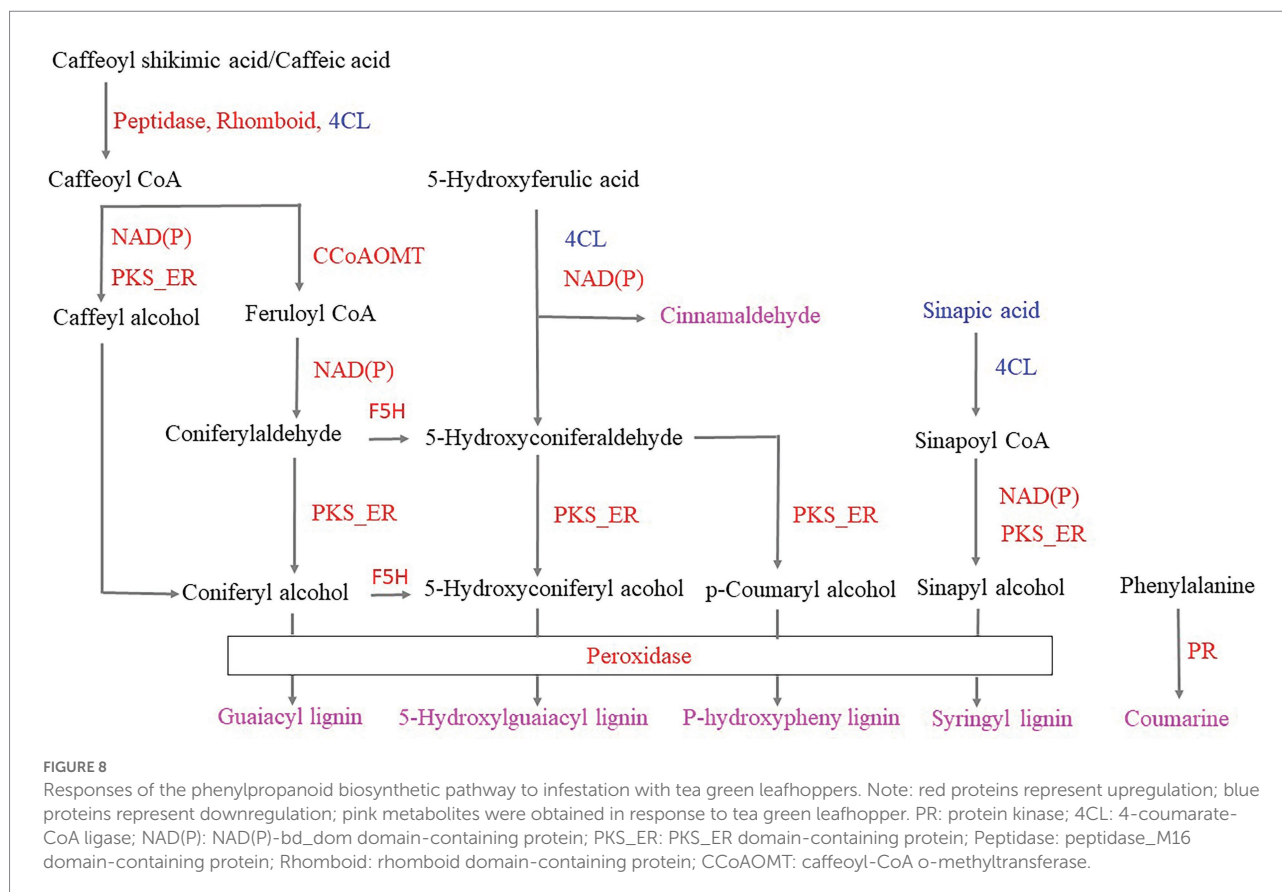 Caffeoyl shikimic acid/Caffeic acid
Peptidase, Rhomboid, 4CL
Caffeoyl CoA
5-Hydroxyferulic acid
NAD(P)
PKS_ER
CCoAOMT
4CL
NAD(P)
Caffeyl alcohol
Feruloyl CoA
Cinnamaldehyde
Sinapic acid
NAD(P)
4CL
Coniferylaldehyde
F5H
5-Hydroxyconiferaldehyde
Sinapoyl CoA
PKS_ER
PKS_ER
PKS_ER
NAD(P)
PKS_ER
Coniferyl alcohol
F5H
5-Hydroxyconiferyl acohol
p-Coumaryl alcohol
Sinapyl alcohol
Phenylalanine
Peroxidase
PR
Guaiacyl lignin
5-Hydroxylguaiacyl lignin
P-hydroxypheny lignin
Syringyl lignin
Coumarine
FIGURE 8
Responses of the phenylpropanoid biosynthetic pathway to infestation with tea green leafhoppers. Note: red proteins represent upregulation; blue
proteins represent downregulation; pink metabolites were obtained in response to tea green leafhopper. PR: protein kinase; 4CL: 4-coumarate-
CoA ligase; NAD(P): NAD(P)-bd_dom domain-containing protein; PKS_ER: PKS_ER domain-containing protein; Peptidase: peptidase_M16
domain-containing protein; Rhomboid: rhomboid domain-containing protein; CCoAOMT: caffeoyl-CoA o-methyltransferase.